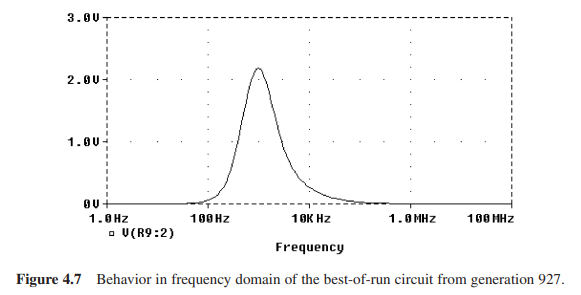 3.0V
2.0V
1.0V
0V
1.0Hz 100Hz 10KHz 1.0MHz 100MHz
V(R9:2)
Frequency
Figure 4.7 Behavior in frequency domain of the best-of-run circuit from generation 927.